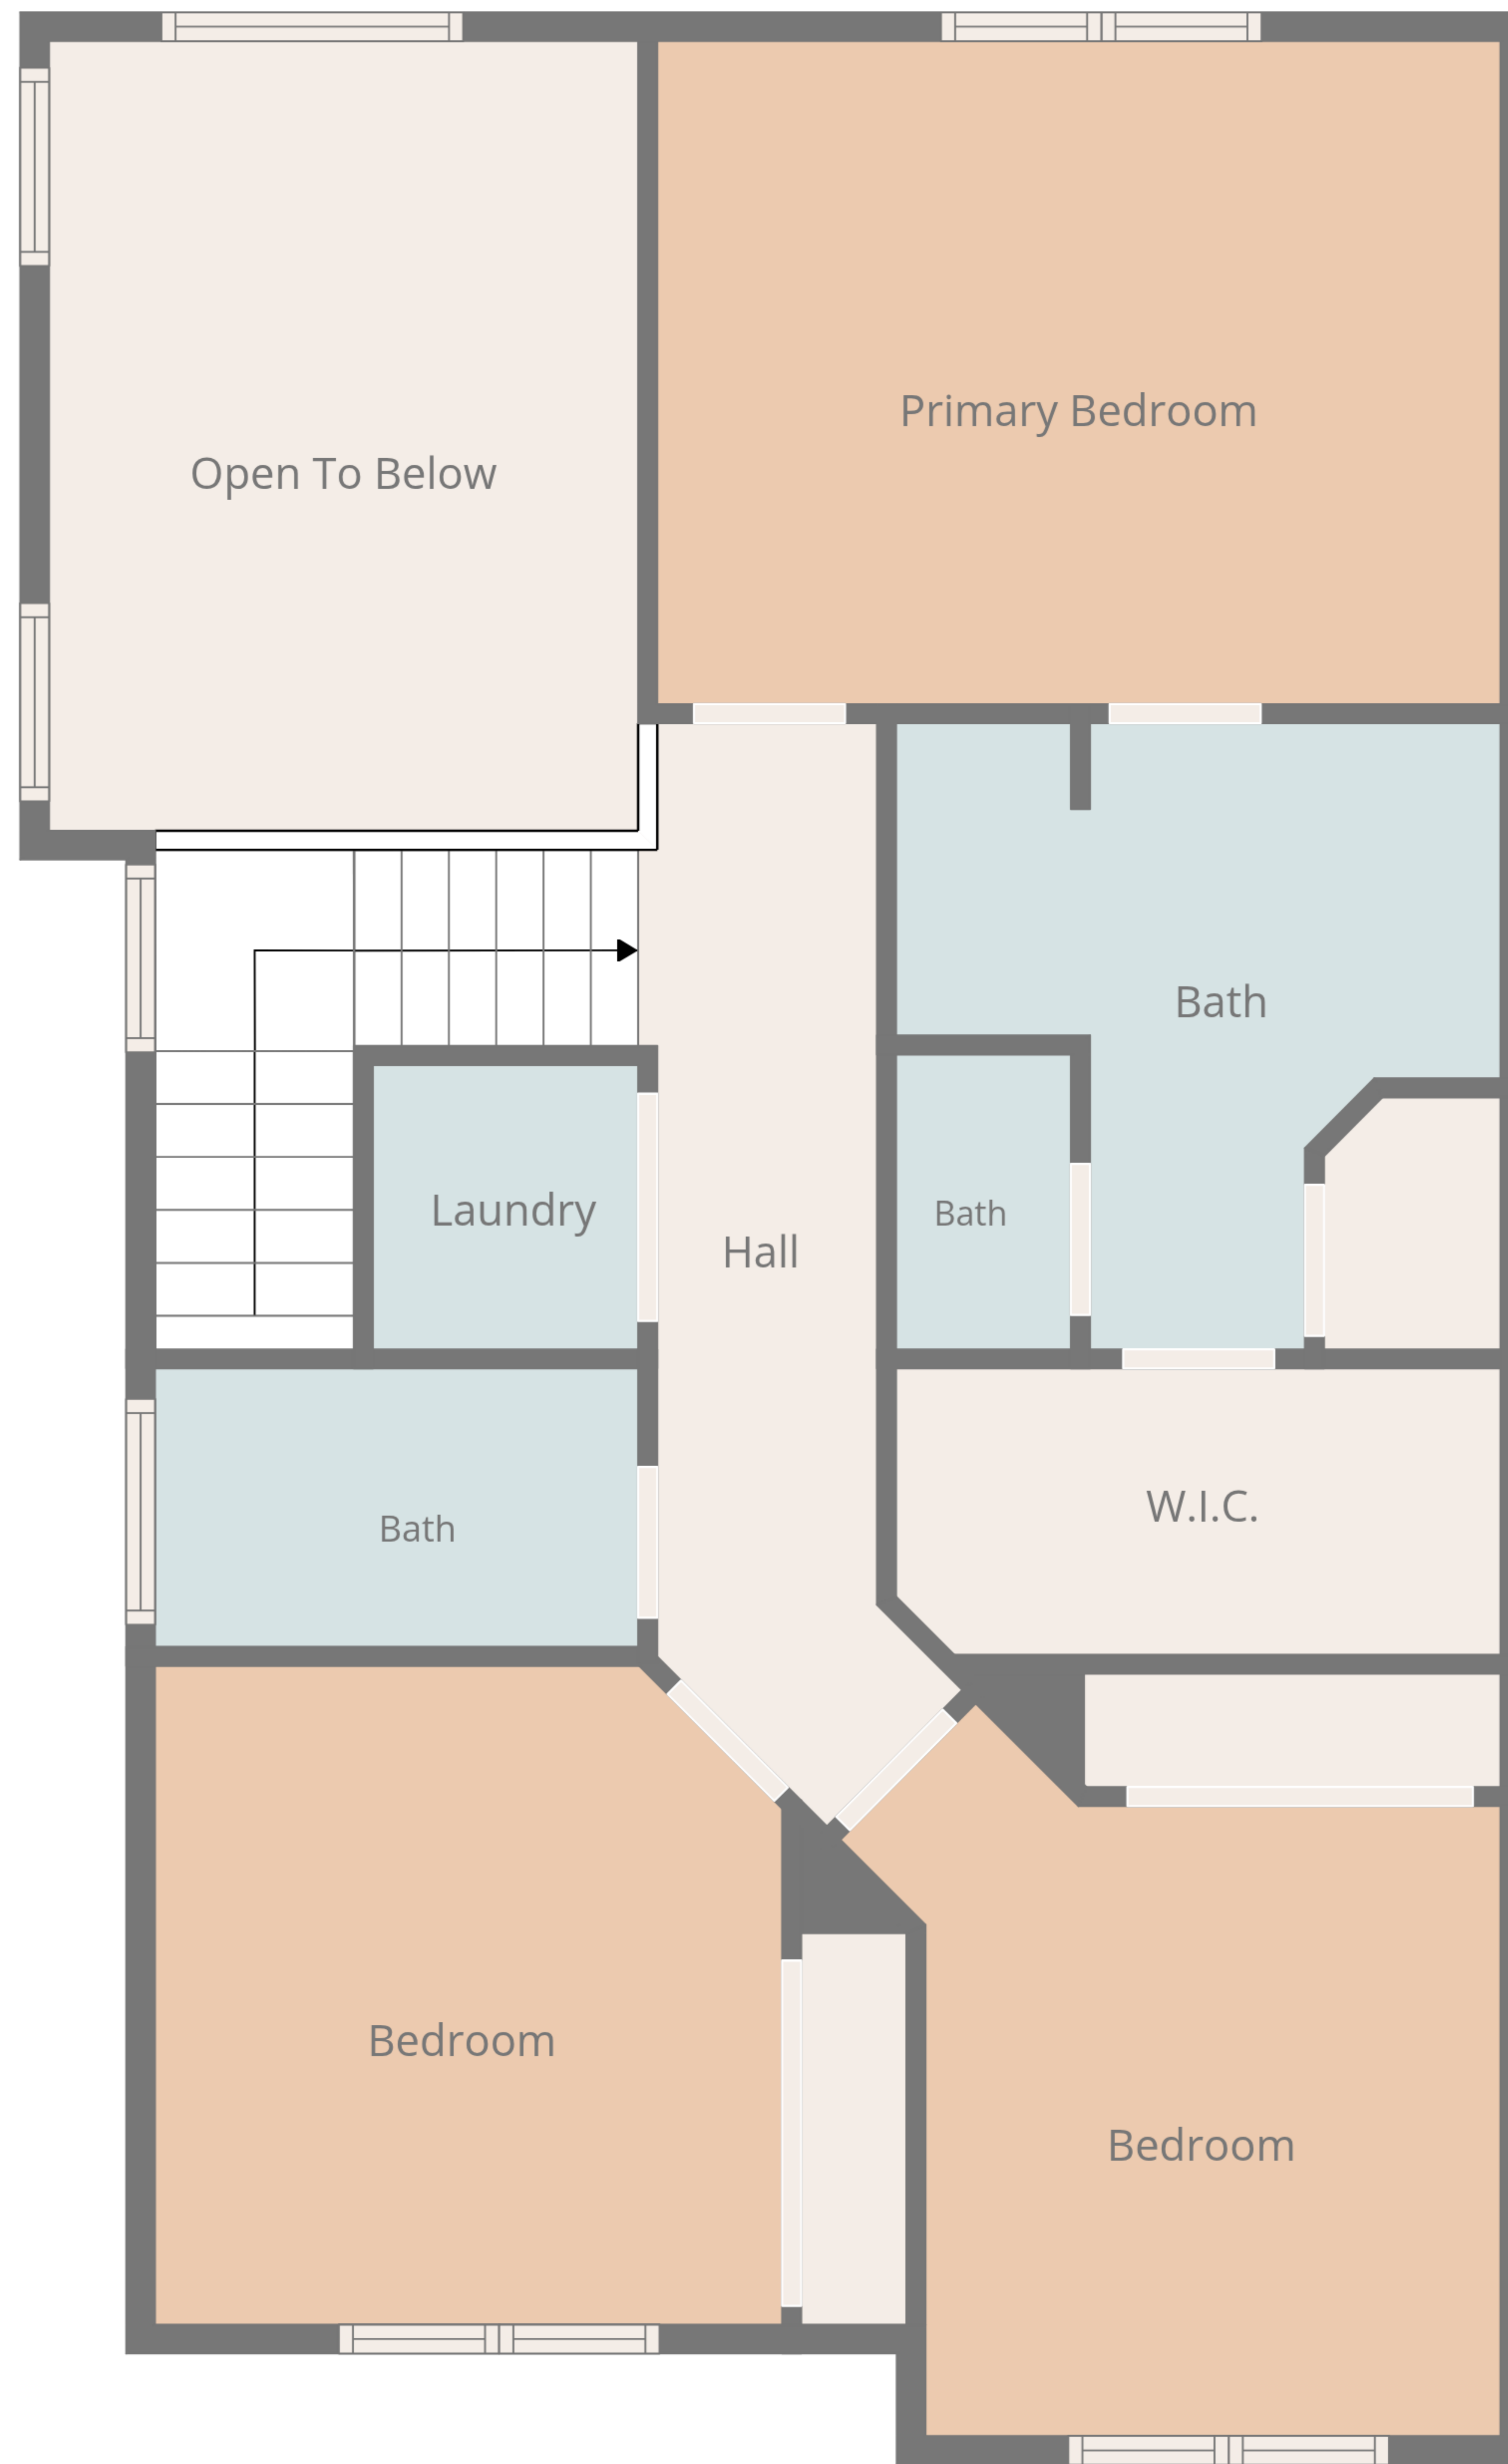 Primary Bedroom
Open To Below
Bath
Laundry
Bath
Hall
W.I.C.
Bath
Bedroom
Bedroom